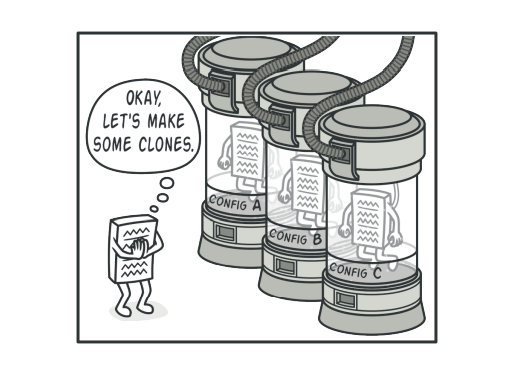 OKAY,
LET'S MAKE
SOME CLONES.
CONFIG A
CONFIG B
CONFIG C